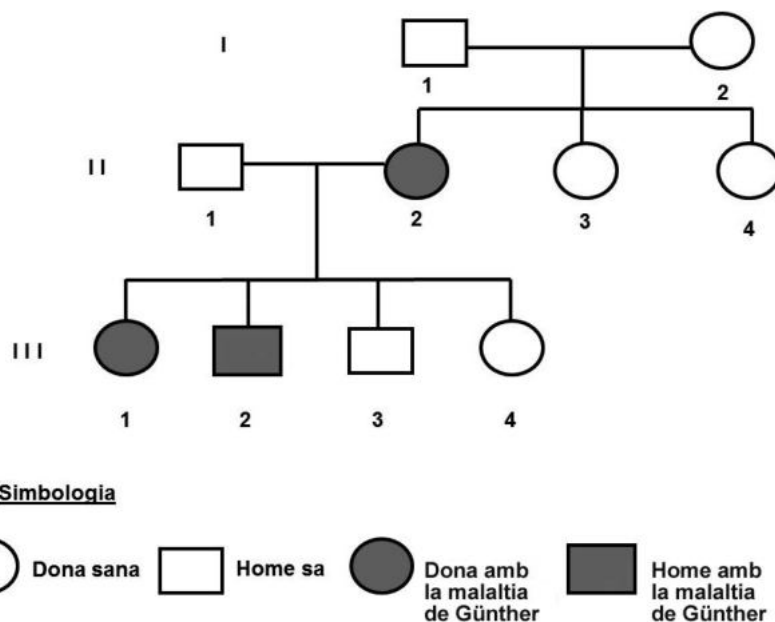 I
1
2
II
1
2
3
4
III
1
2
3
4
Simbologia
Dona sana
Home sa
Dona amb
la malaltia
de Günther
Home amb
la malaltia
de Günther